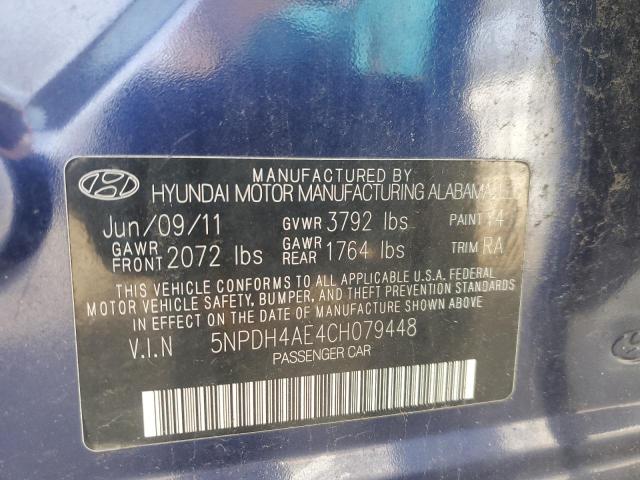 MANUFACTURED BY
HYUNDAI MOTOR MANUFACTURING ALABAMA
Jun/09/11 GVWR 3792 lbs PAINT Y4
GAWR FRONT 2072 lbs GAWR REAR 1764 lbs TRIM RA
THIS VEHICLE CONFORMS TO ALL APPLICABLE U.S.A. FEDERAL
MOTOR VEHICLE SAFETY, BUMPER, AND THEFT PREVENTION STANDARDS
IN EFFECT ON THE DATE OF MANUFACTURE SHOWN ABOVE.
V.I.N 5NPDH4AE4CH079448
PASSENGER CAR